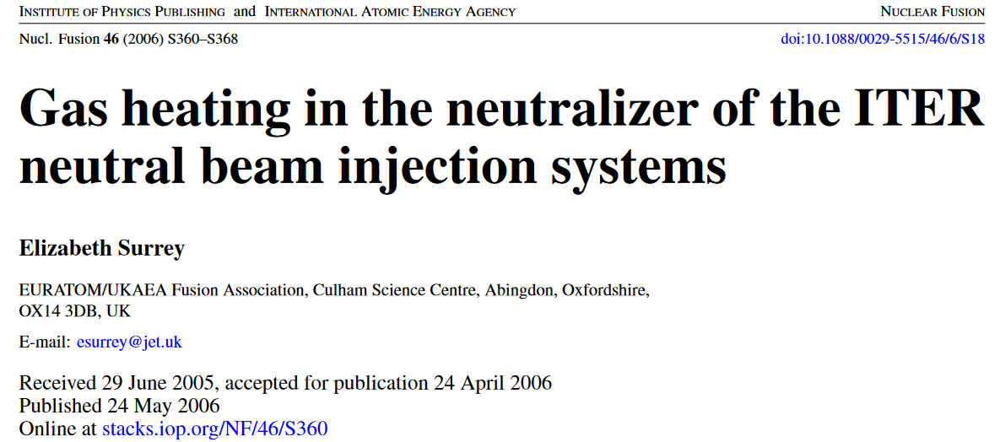 INSTITUTE OF PHYSICS PUBLISHING and INTERNATIONAL ATOMIC ENERGY AGENCY NUCLEAR FUSION
Nucl. Fusion 46 (2006) S360–S368 doi:10.1088/0029-5515/46/6/S18
Gas heating in the neutralizer of the ITER
neutral beam injection systems
Elizabeth Surrey
EURATOM/UKAEA Fusion Association, Culham Science Centre, Abingdon, Oxfordshire,
OX14 3DB, UK
E-mail: esurrey@jet.uk
Received 29 June 2005, accepted for publication 24 April 2006
Published 24 May 2006
Online at stacks.iop.org/NF/46/S360